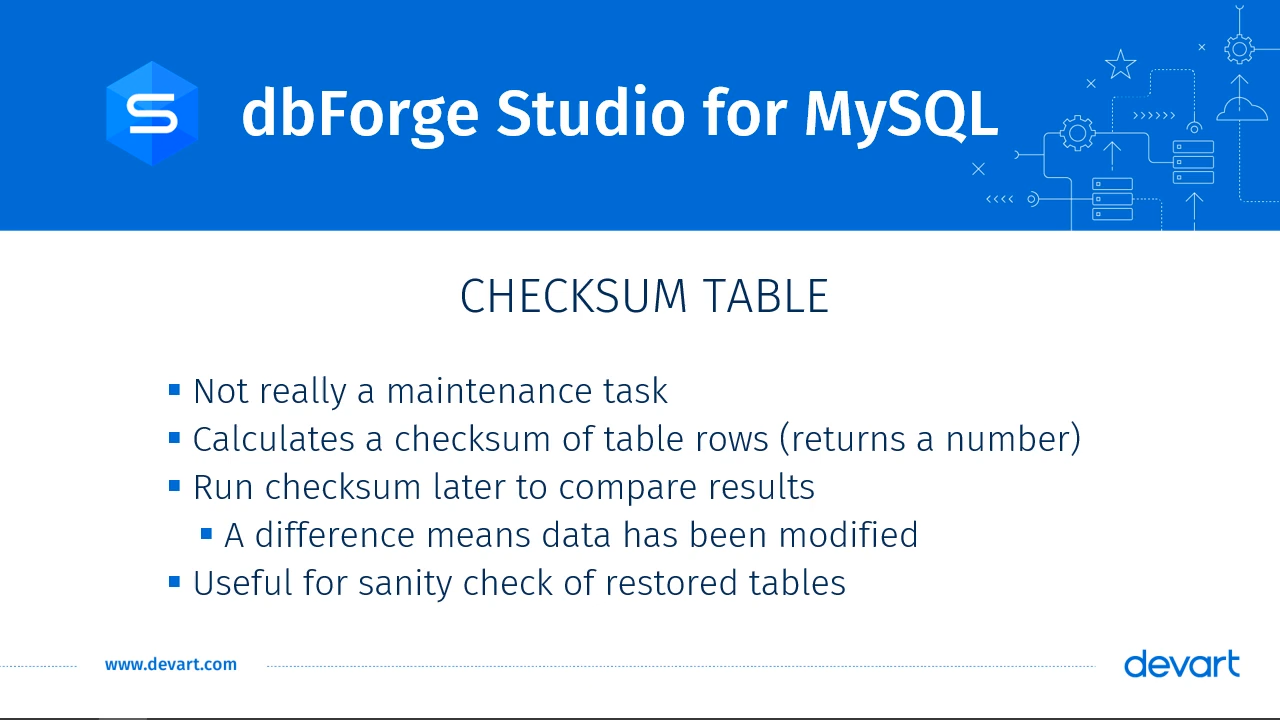 dbForge Studio for MySQL
CHECKSUM TABLE
Not really a maintenance task
Calculates a checksum of table rows (returns a number)
Run checksum later to compare results
A difference means data has been modified
Useful for sanity check of restored tables
www.devart.com
devart